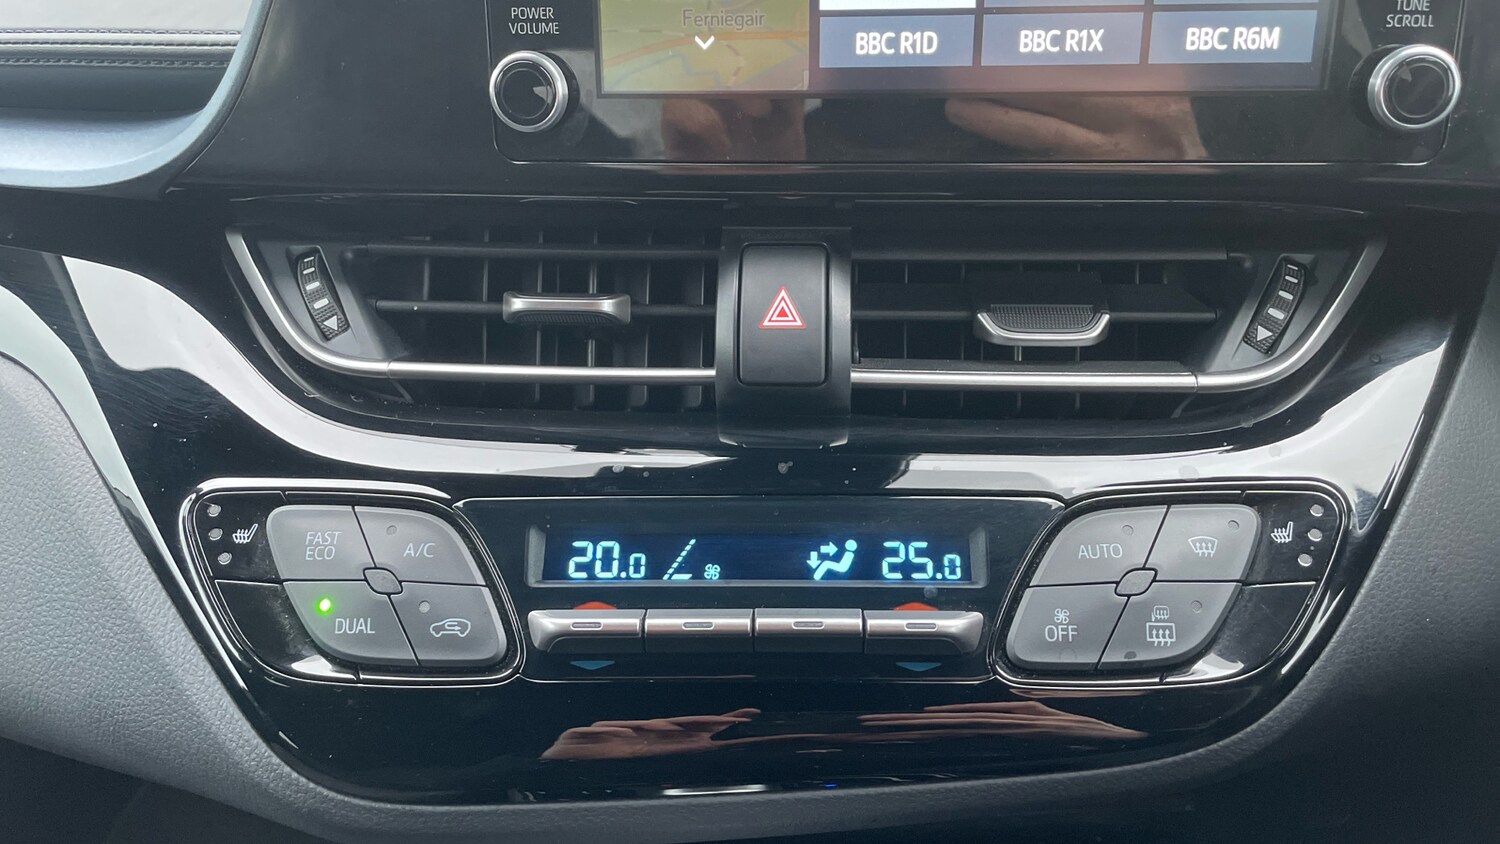 POWER
VOLUME
Ferniegair
BBC R1D
BBC R1X
BBC R6M
TUNE
SCROLL
FAST
ECO
A/C
DUAL
20.0
25.0
AUTO
OFF